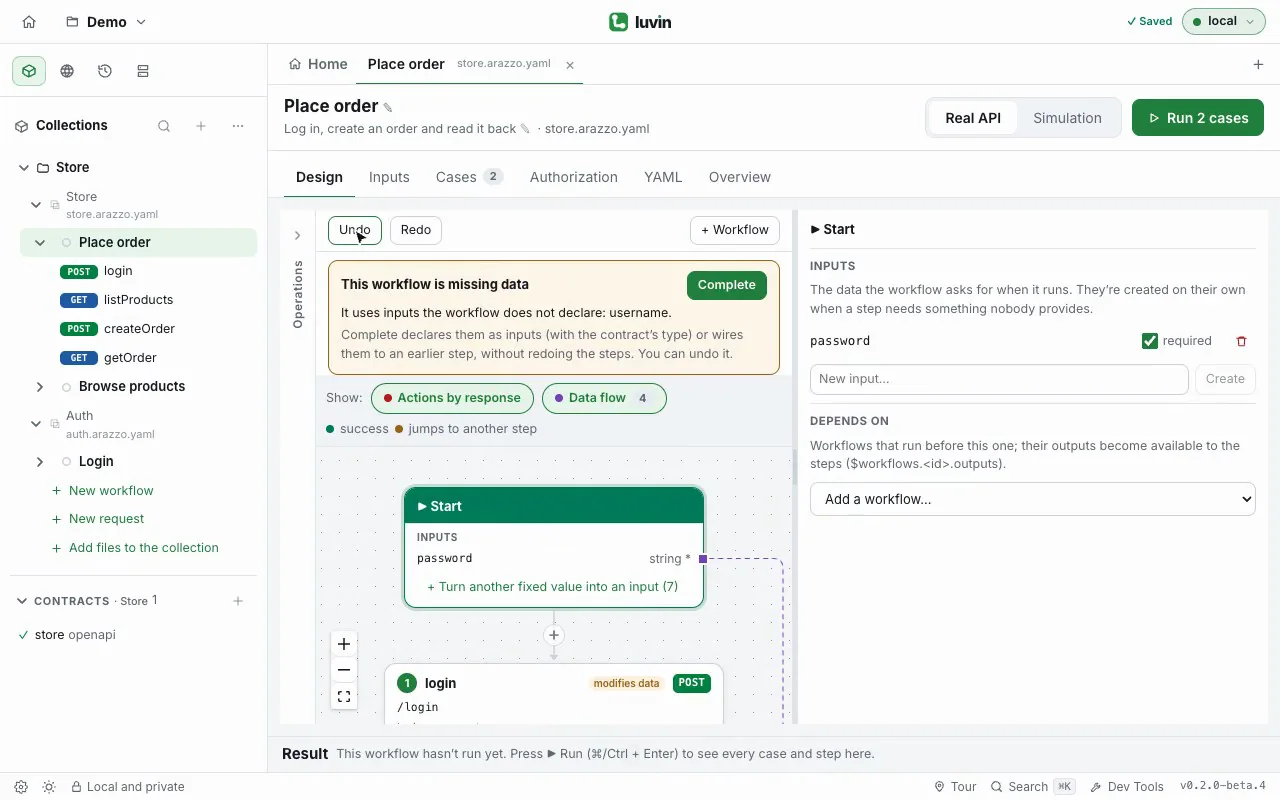 Demo
luvin
✓ Saved
local
Home
Place order store.arazzo.yaml ×
Collections
Store
Store
store.arazzo.yaml
Place order
POST login
GET listProducts
POST createOrder
GET getOrder
Browse products
Auth
auth.arazzo.yaml
Login
+ New workflow
+ New request
+ Add files to the collection
CONTRACTS · Store 1
store openapi
Place order
Log in, create an order and read it back · store.arazzo.yaml
Real API
Simulation
Run 2 cases
Design
Inputs
Cases 2
Authorization
YAML
Overview
Operations
Undo
Redo
+ Workflow
This workflow is missing data
Complete
It uses inputs the workflow does not declare: username.
Complete declares them as inputs (with the contract's type) or wires
them to an earlier step, without redoing the steps. You can undo it.
Show: Actions by response Data flow 4
success jumps to another step
Start
INPUTS
password string *
+ Turn another fixed value into an input (7)
1 login modifies data POST
/login
Start
INPUTS
The data the workflow asks for when it runs. They're created on their own
when a step needs something nobody provides.
password required
New input...
Create
DEPENDS ON
Workflows that run before this one; their outputs become available to the
steps ($workflows.<id>.outputs).
Add a workflow...
Result This workflow hasn't run yet. Press ▶ Run (⌘/Ctrl + Enter) to see every case and step here.
Local and private
Tour
Search ⌘K
Dev Tools
v0.2.0-beta.4